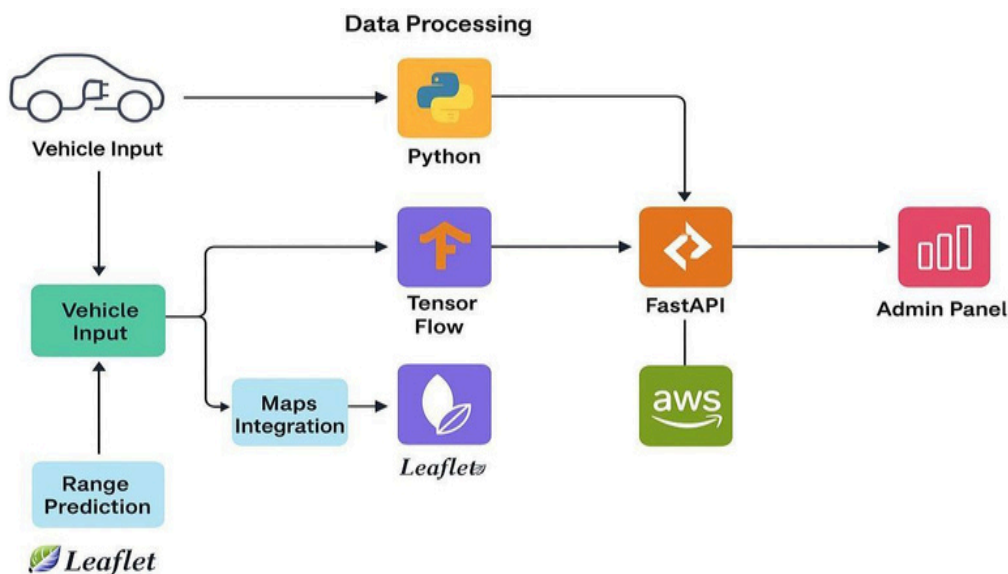 Data Processing
Vehicle Input
Python
Vehicle
Input
Tensor
Flow
FastAPI
Admin Panel
Maps
Integration
Leaflet
aws
Range
Prediction
Leaflet